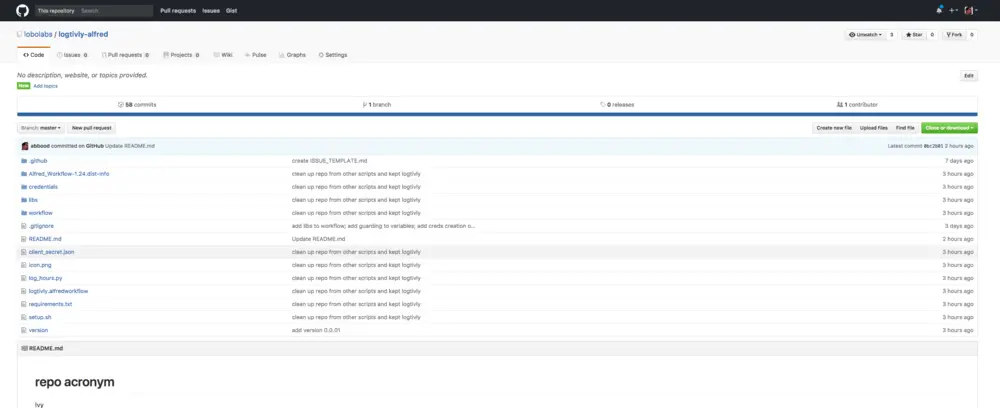 This repository Search Pull requests Issues Gist
lobolabs / logtivly-alfred Unwatch 3 Star 0 Fork 0
Code Issues 0 Pull requests 0 Projects 0 Wiki Pulse Graphs Settings
No description, website, or topics provided. Edit
New Add topics
58 commits 1 branch 0 releases 1 contributor
Branch: master New pull request Create new file Upload files Find file Clone or download
abbood committed on GitHub Update README.md Latest commit 2 hours ago
.github create ISSUE_TEMPLATE.md 7 days ago
Alfred_Workflow-1.24.dist-info clean up repo from other scripts and kept logtivly 3 hours ago
credentials clean up repo from other scripts and kept logtivly 3 hours ago
libs clean up repo from other scripts and kept logtivly 3 hours ago
workflow clean up repo from other scripts and kept logtivly 3 hours ago
.gitignore add libs to workflow; add guarding to variables; add creds creation o... 3 days ago
README.md Update README.md 2 hours ago
client_secret.json clean up repo from other scripts and kept logtivly 3 hours ago
icon.png clean up repo from other scripts and kept logtivly 3 hours ago
log_hours.py clean up repo from other scripts and kept logtivly 3 hours ago
logtivly.alfredworkflow clean up repo from other scripts and kept logtivly 3 hours ago
requirements.txt clean up repo from other scripts and kept logtivly 3 hours ago
setup.sh clean up repo from other scripts and kept logtivly 3 hours ago
version add version 0.0.01 3 hours ago
README.md
repo acronym
ivy